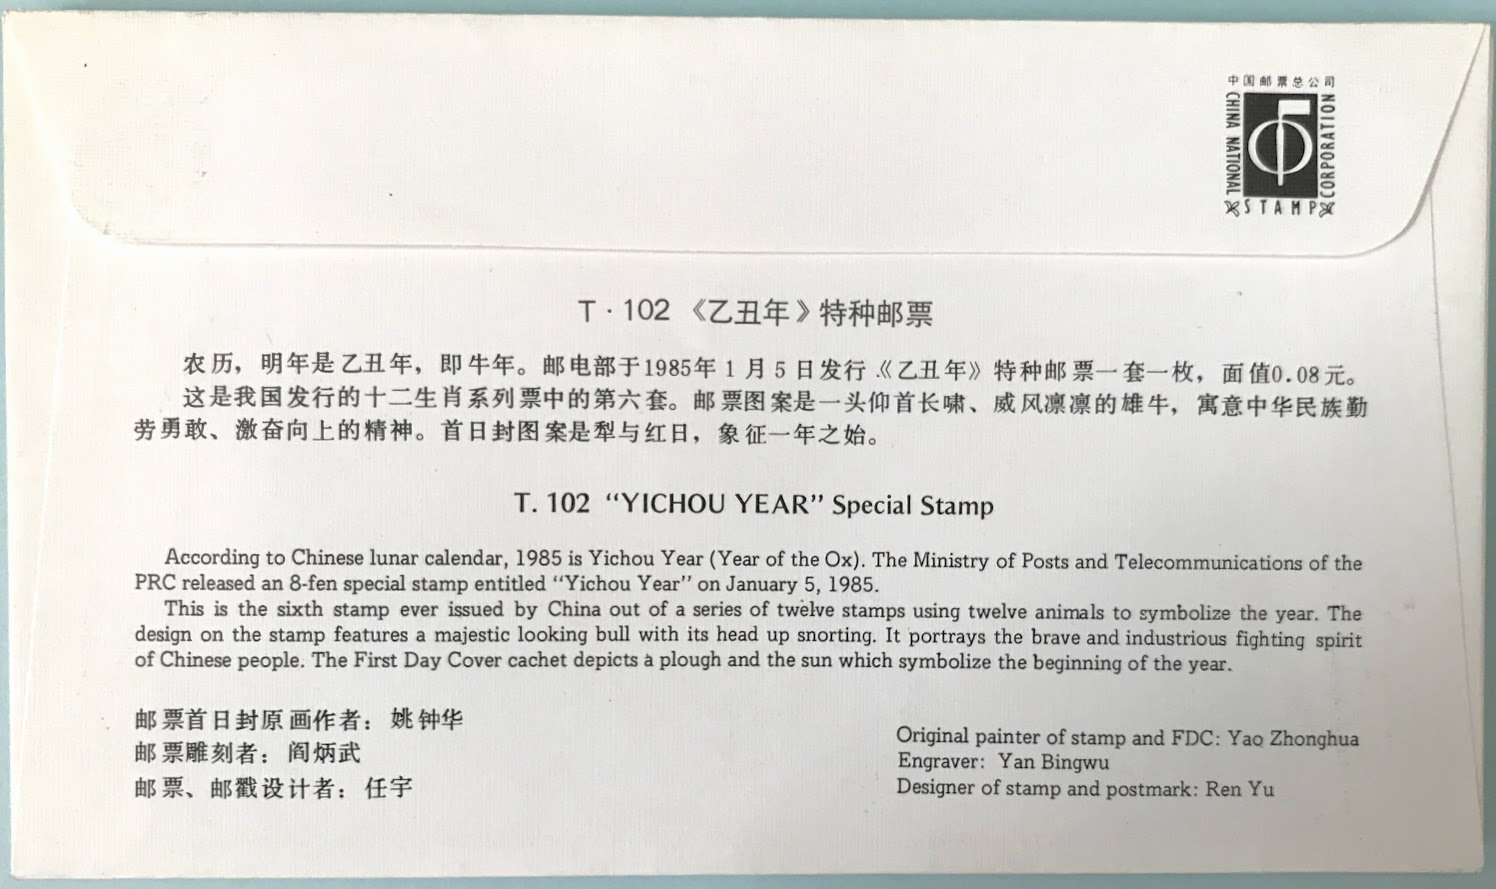 中国邮票总公司
CHINA NATIONAL
STAMP
CORPORATION
T·102《乙丑年》特种邮票
农历，明年是乙丑年，即牛年。邮电部于1985年1月5日发行《乙丑年》特种邮票一套一枚，面值0.08元。
这是我国发行的十二生肖系列票中的第六套。邮票图案是一头仰首长啸、威风凛凛的雄牛，寓意中华民族勤
劳勇敢、激奋向上的精神。首日封图案是犁与红日，象征一年之始。
T. 102 “YICHOU YEAR” Special Stamp
According to Chinese lunar calendar, 1985 is Yichou Year (Year of the Ox). The Ministry of Posts and Telecommunications of the
PRC released an 8-fen special stamp entitled “Yichou Year” on January 5, 1985.
This is the sixth stamp ever issued by China out of a series of twelve stamps using twelve animals to symbolize the year. The
design on the stamp features a majestic looking bull with its head up snorting. It portrays the brave and industrious fighting spirit
of Chinese people. The First Day Cover cachet depicts a plough and the sun which symbolize the beginning of the year.
邮票首日封原画作者：姚钟华
邮票雕刻者：阎炳武
邮票、邮戳设计者：任宇
Original painter of stamp and FDC: Yao Zhonghua
Engraver: Yan Bingwu
Designer of stamp and postmark: Ren Yu